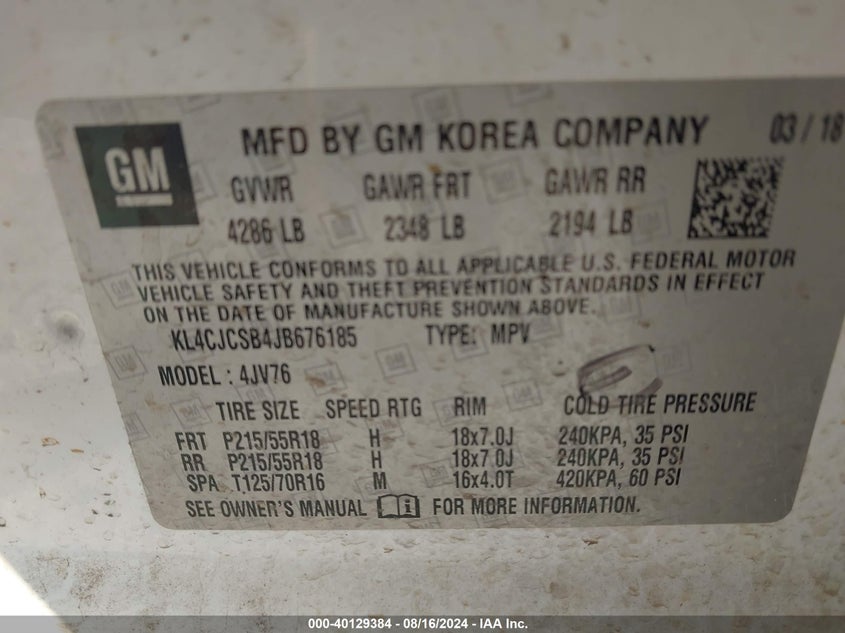 GM
MFD BY GM KOREA COMPANY 03/18
GVWR GAWR FRT GAWR RR
4286 LB 2348 LB 2194 LB
THIS VEHICLE CONFORMS TO ALL APPLICABLE U.S. FEDERAL MOTOR
VEHICLE SAFETY AND THEFT PREVENTION STANDARDS IN EFFECT
ON THE DATE OF MANUFACTURE SHOWN ABOVE.
KL4CJCSB4JB676185 TYPE: MPV
MODEL: 4JV76
TIRE SIZE SPEED RTG RIM COLD TIRE PRESSURE
FRT P215/55R18 H 18x7.0J 240KPA, 35 PSI
RR P215/55R18 H 18x7.0J 240KPA, 35 PSI
SPA T125/70R16 M 16x4.0T 420KPA, 60 PSI
SEE OWNER'S MANUAL FOR MORE INFORMATION.
000-40129384 - 08/16/2024 - IAA Inc.